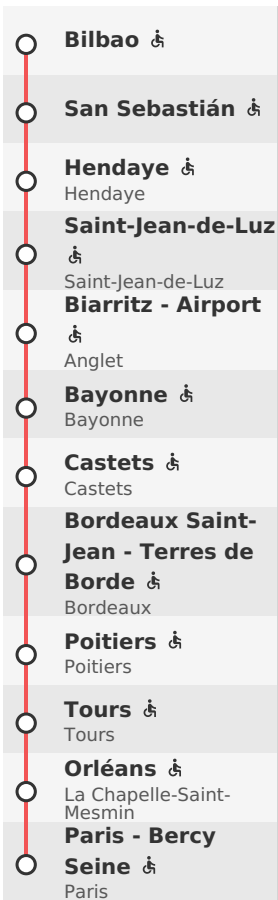 Bilbao
San Sebastián
Hendaye
Hendaye
Saint-Jean-de-Luz
Saint-Jean-de-Luz
Biarritz - Airport
Anglet
Bayonne
Bayonne
Castets
Castets
Bordeaux Saint-
Jean - Terres de
Borde
Bordeaux
Poitiers
Poitiers
Tours
Tours
Orléans
La Chapelle-Saint-
Mesmin
Paris - Bercy
Seine
Paris